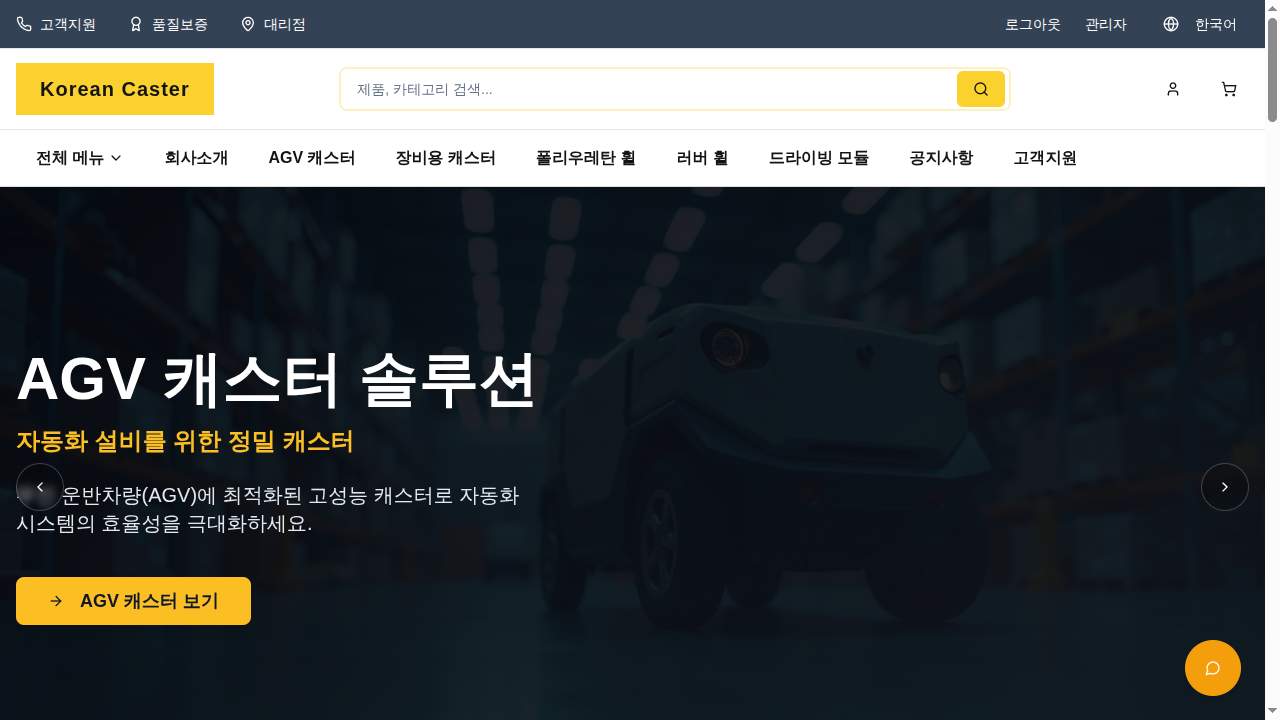 고객지원
품질보증
대리점
로그아웃
관리자
한국어
Korean Caster
제품, 카테고리 검색...
전체 메뉴
회사소개
AGV 캐스터
장비용 캐스터
폴리우레탄 휠
러버 휠
드라이빙 모듈
공지사항
고객지원
AGV 캐스터 솔루션
자동화 설비를 위한 정밀 캐스터
운반차량(AGV)에 최적화된 고성능 캐스터로 자동화
시스템의 효율성을 극대화하세요.
AGV 캐스터 보기